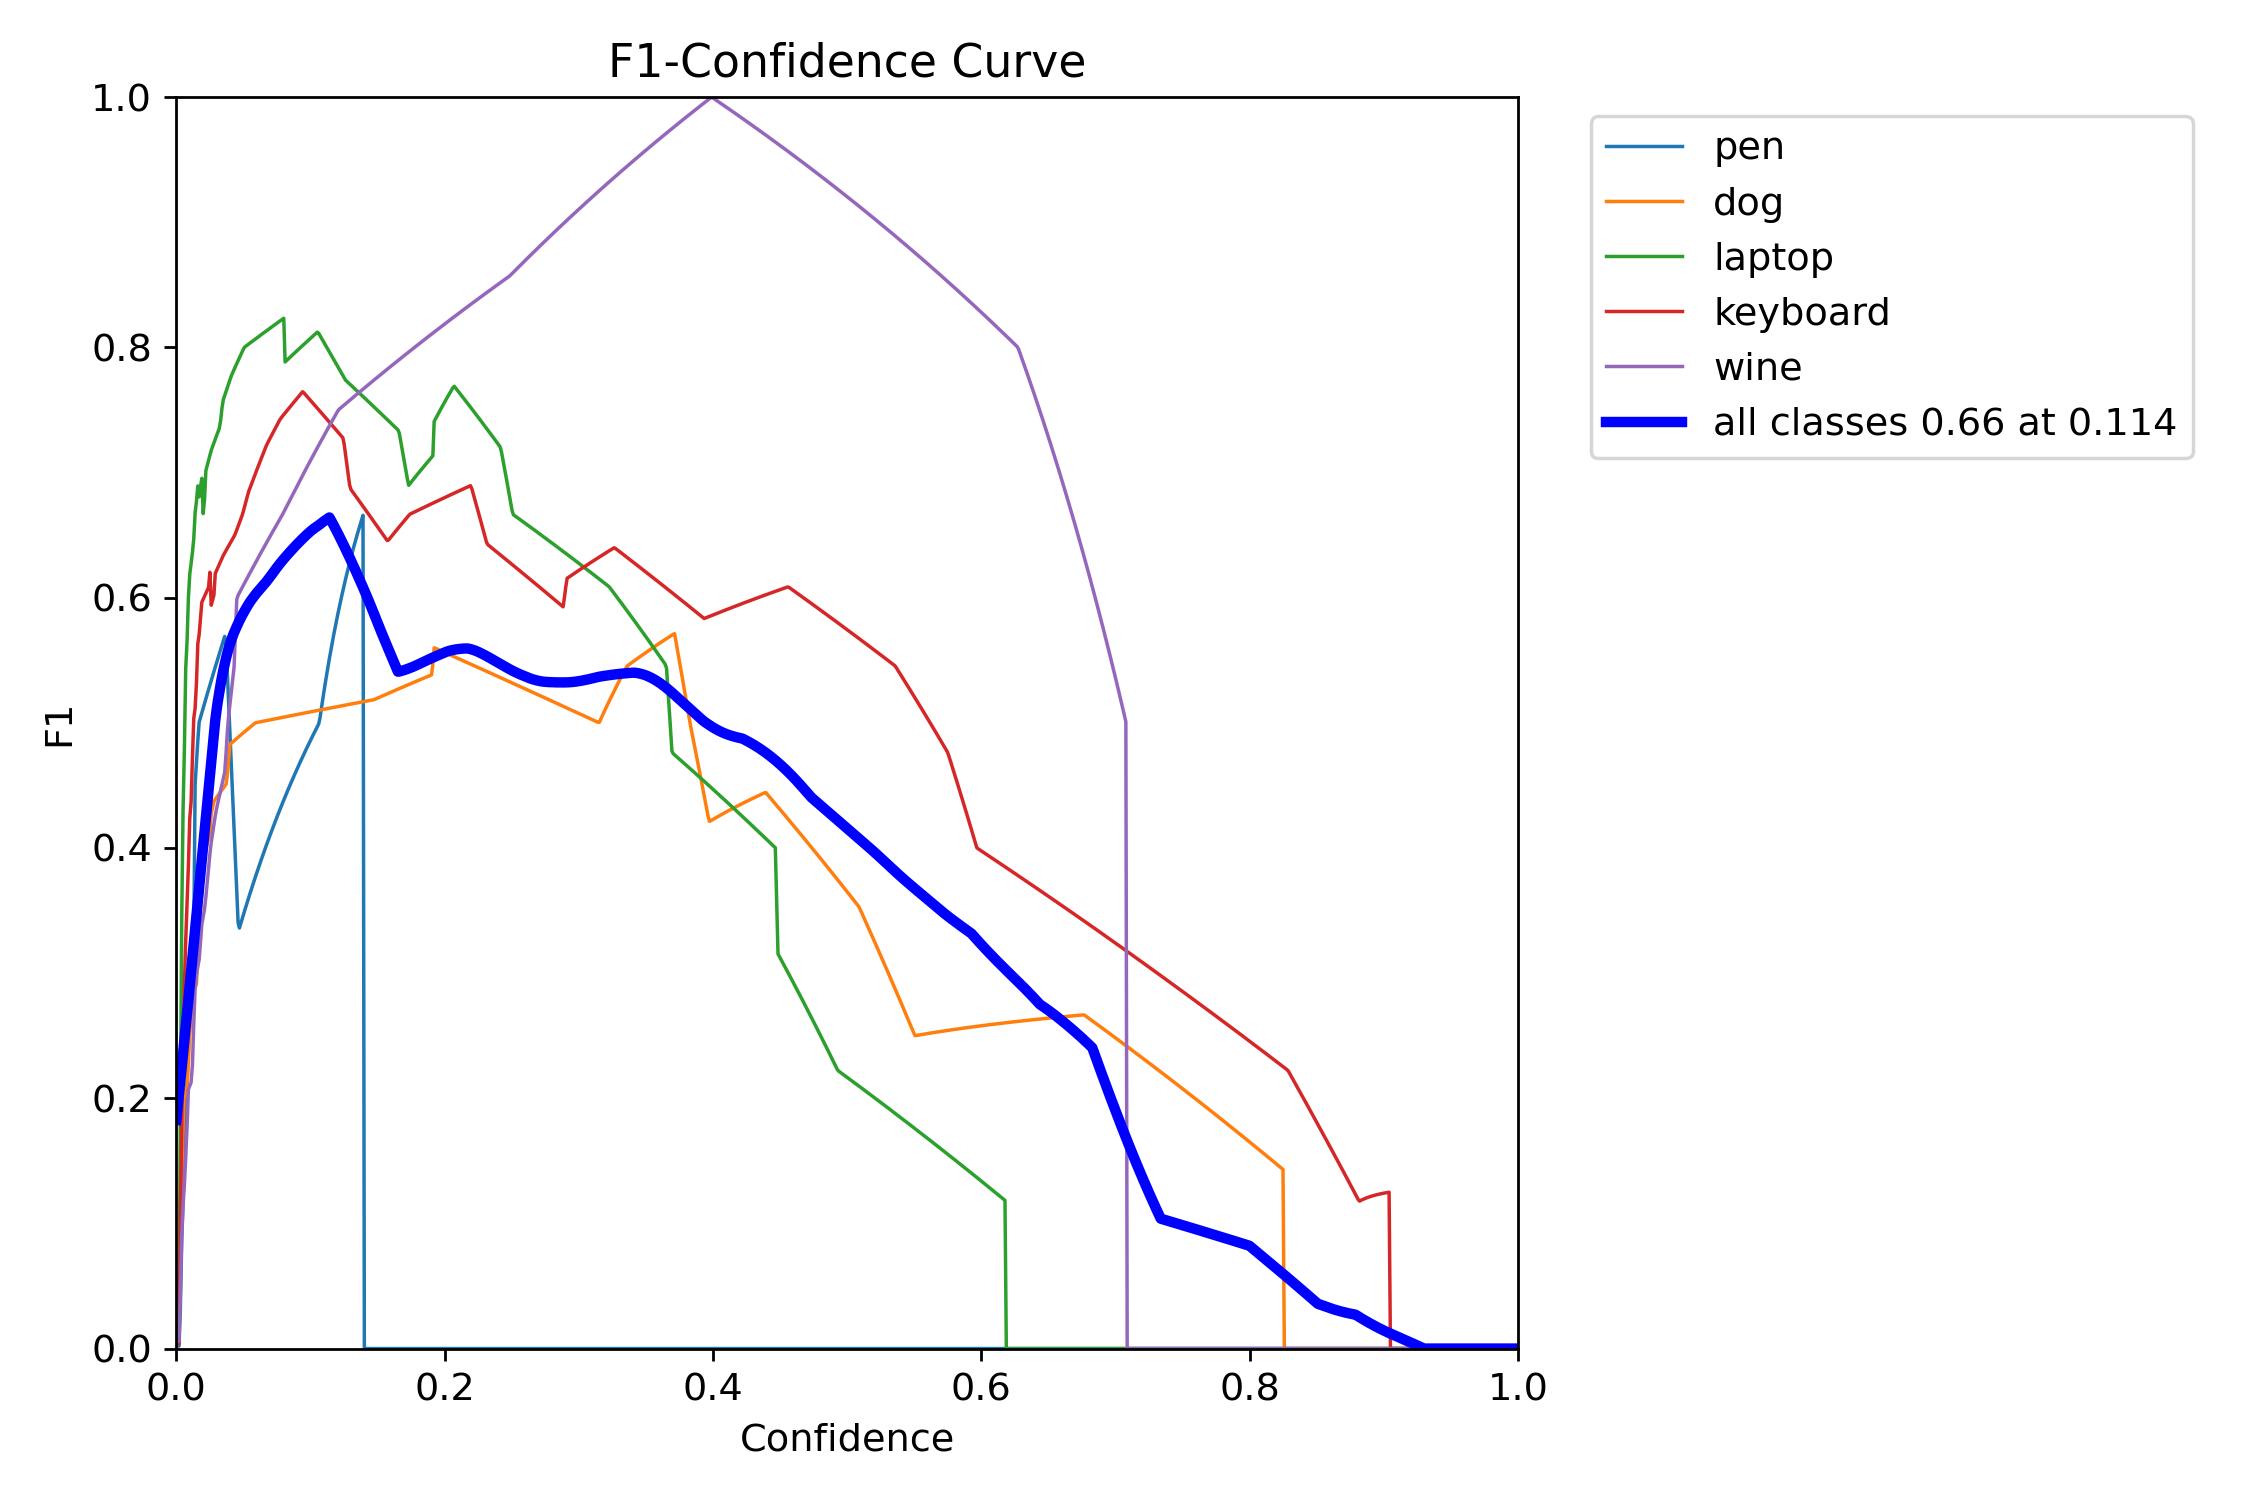 F1-Confidence Curve
1.0
0.8
0.6
0.4
0.2
0.0
F1
0.0 0.2 0.4 0.6 0.8 1.0
Confidence
pen
dog
laptop
keyboard
wine
all classes 0.66 at 0.114